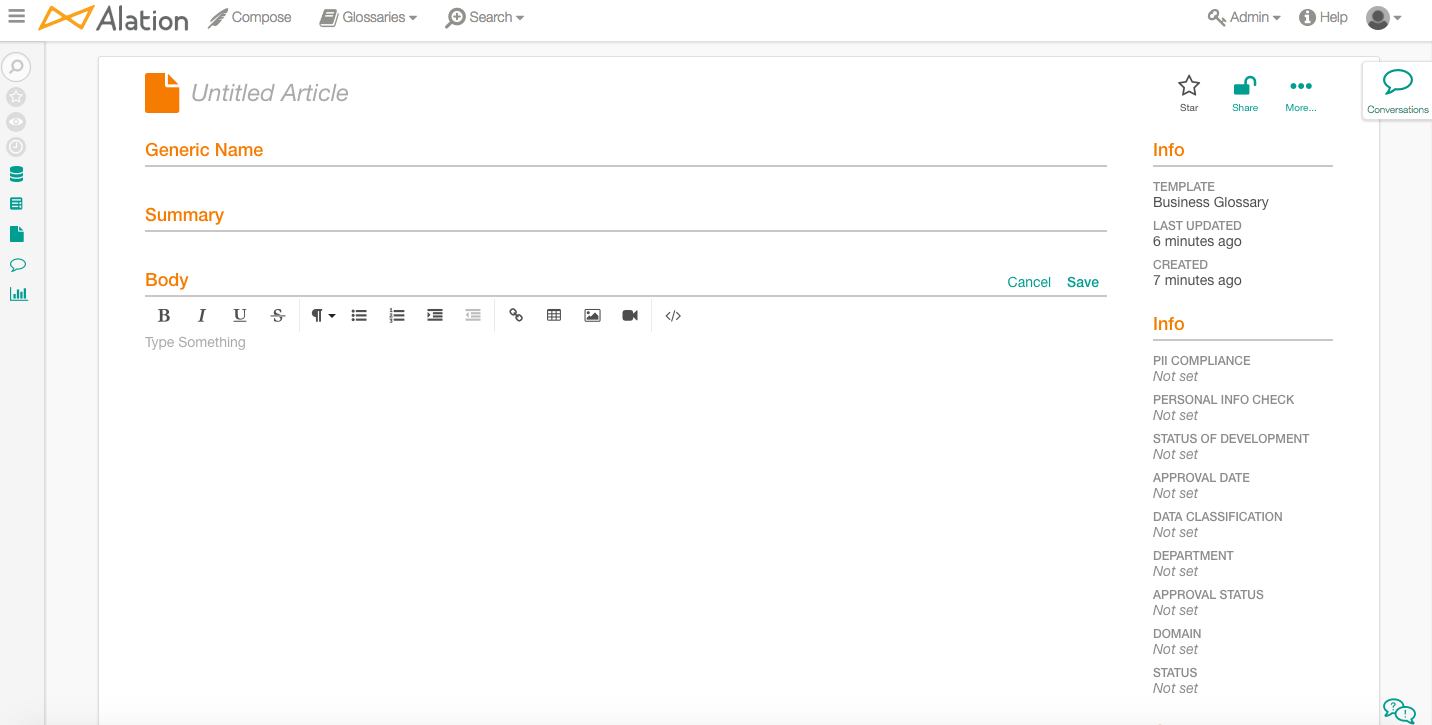 Alation Compose Glossaries Search Admin Help
Untitled Article
Star Share More...
Conversations
Generic Name
Summary
Body Cancel Save
B I U S ¶ </>
Type Something
Info
TEMPLATE
Business Glossary
LAST UPDATED
6 minutes ago
CREATED
7 minutes ago
Info
PII COMPLIANCE
Not set
PERSONAL INFO CHECK
Not set
STATUS OF DEVELOPMENT
Not set
APPROVAL DATE
Not set
DATA CLASSIFICATION
Not set
DEPARTMENT
Not set
APPROVAL STATUS
Not set
DOMAIN
Not set
STATUS
Not set